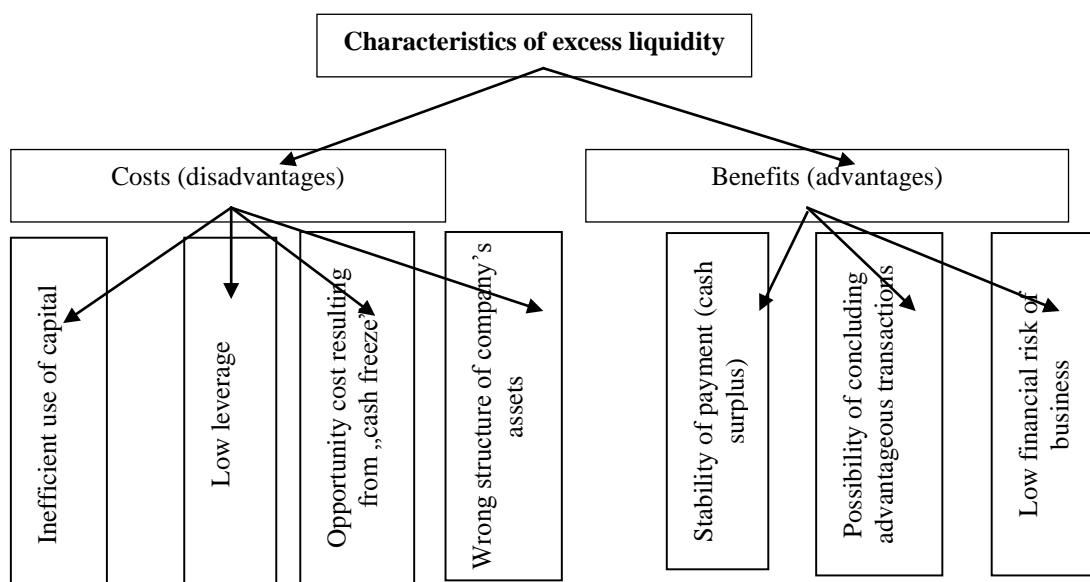 Characteristics of excess liquidity
Costs (disadvantages)
Benefits (advantages)
Inefficient use of capital
Low leverage
Opportunity cost resulting
from ,,cash freeze”
Wrong structure of company’s
assets
Stability of payment (cash
surplus)
Possibility of concluding
advantageous transactions
Low financial risk of
business